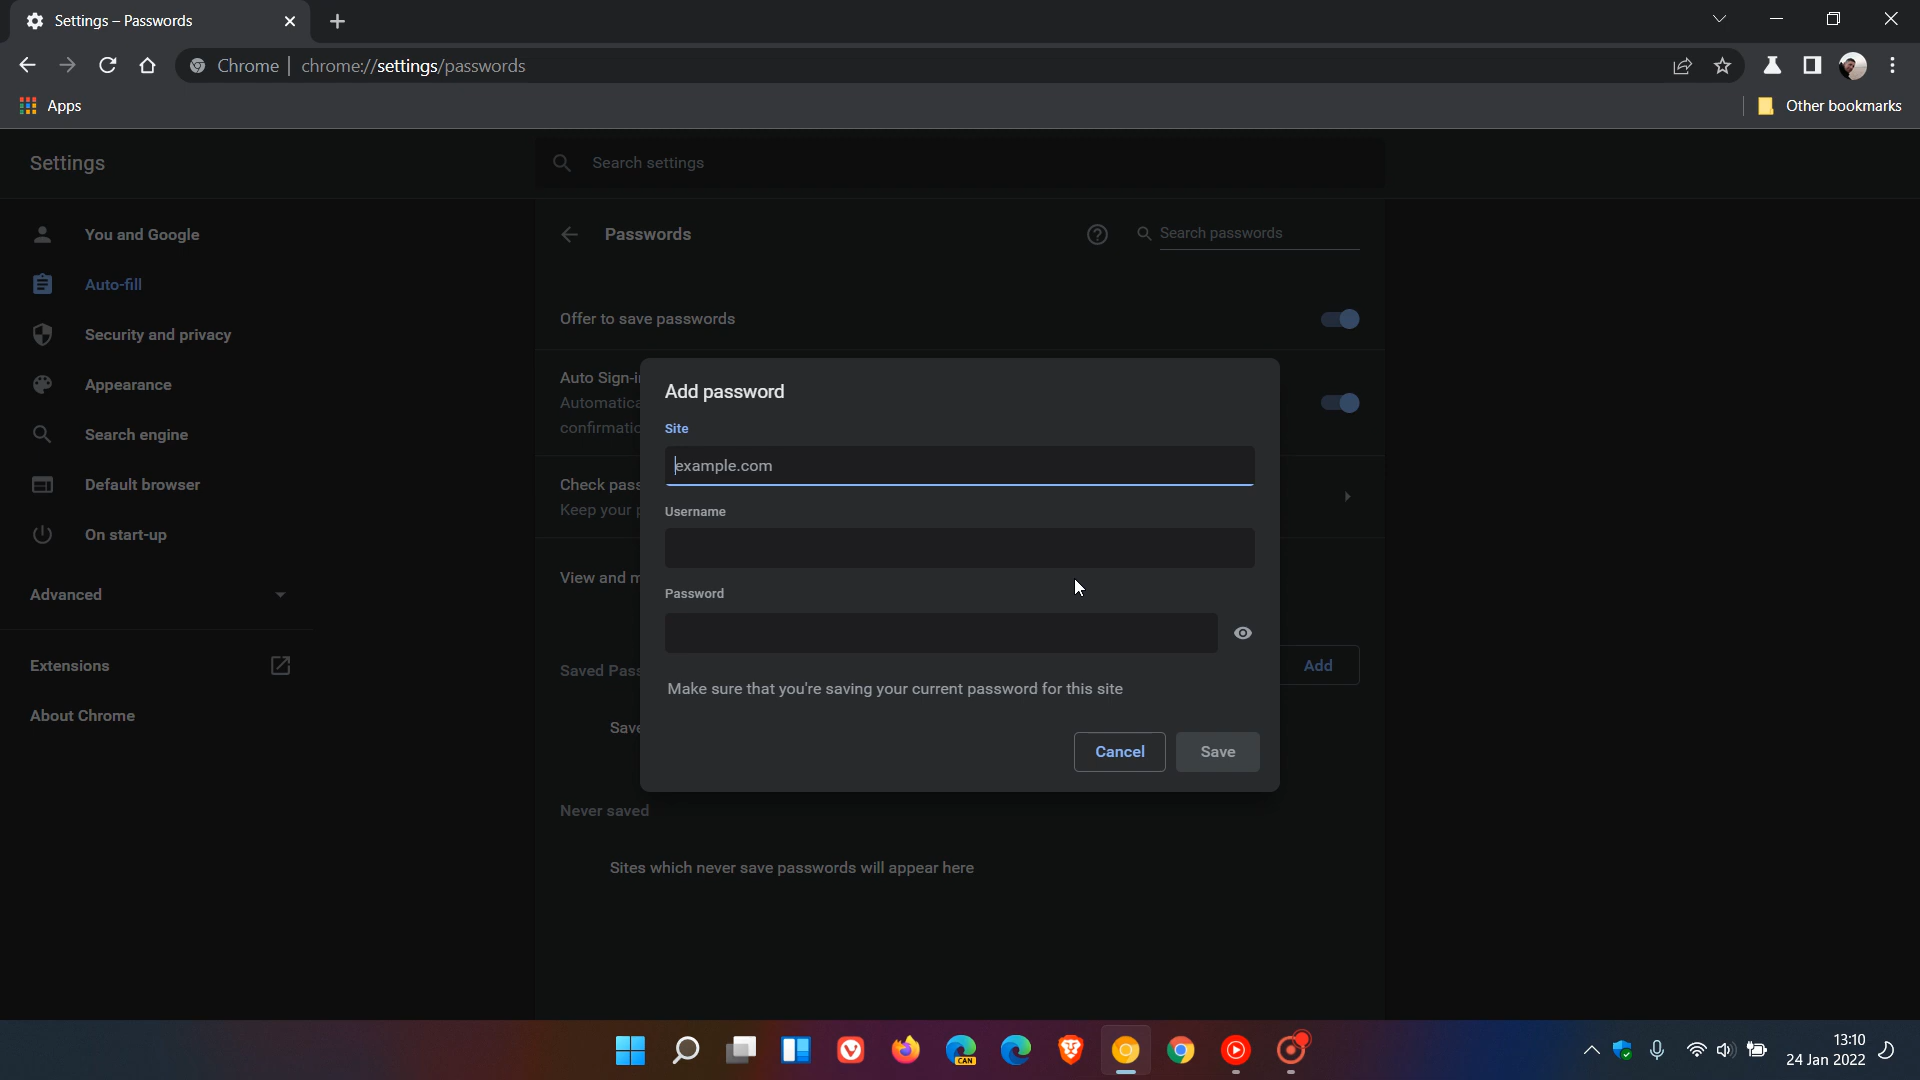 Settings – Passwords
Chrome | chrome://settings/passwords
Apps
Other bookmarks
Settings
Search settings
You and Google
Auto-fill
Security and privacy
Appearance
Search engine
Default browser
On start-up
Advanced
Extensions
About Chrome
Passwords
Search passwords
Offer to save passwords
Auto Sign-i
Automatica
confirmatic
Check pass
Keep your p
View and m
Saved Pass
Add
Save
Add password
Site
example.com
Username
Password
Make sure that you're saving your current password for this site
Cancel
Save
Never saved
Sites which never save passwords will appear here
CAN
13:10
24 Jan 2022